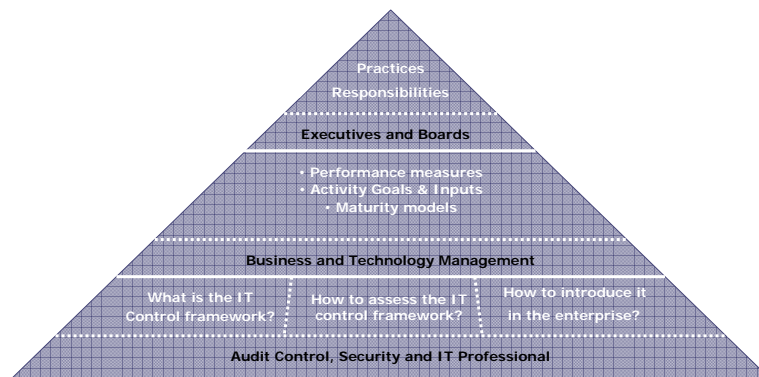 Practices
Responsibilities
Executives and Boards
• Performance measures
• Activity Goals & Inputs
• Maturity models
Business and Technology Management
What is the IT
Control framework?
How to assess the IT
control framework?
How to introduce it
in the enterprise?
Audit Control, Security and IT Professional